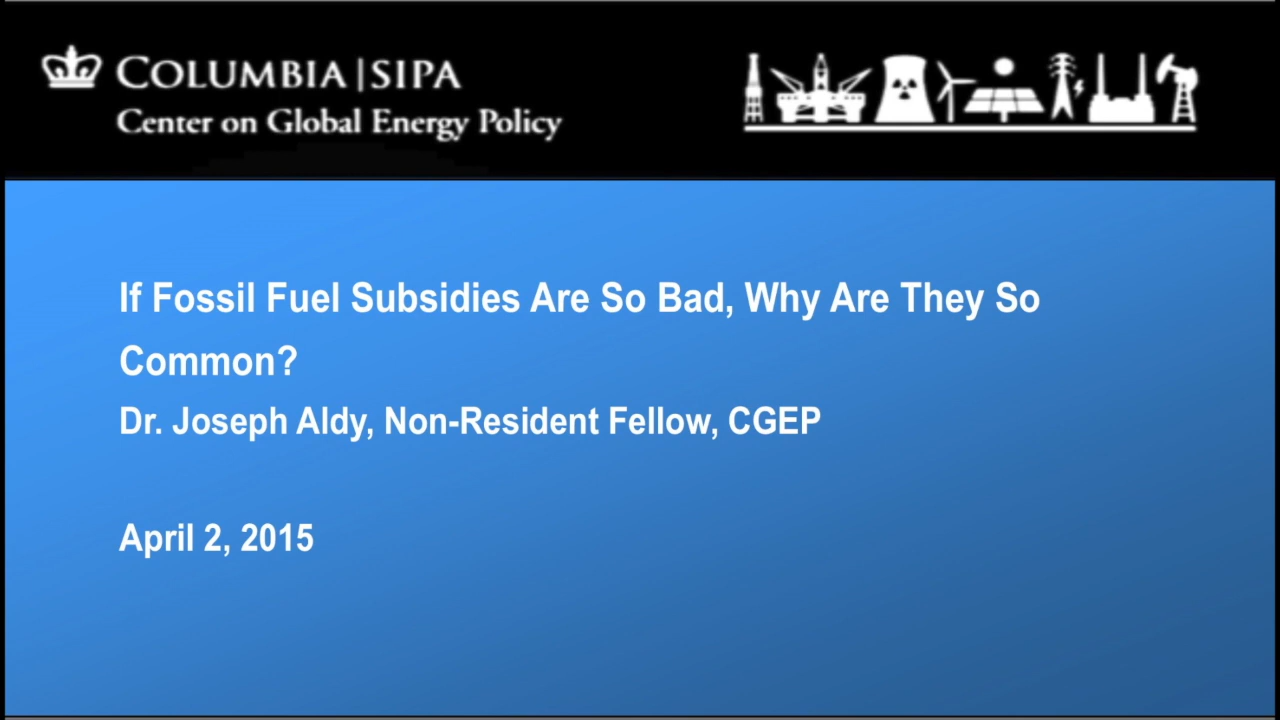 COLUMBIA | SIPA
Center on Global Energy Policy
If Fossil Fuel Subsidies Are So Bad, Why Are They So
Common?
Dr. Joseph Aldy, Non-Resident Fellow, CGEP
April 2, 2015